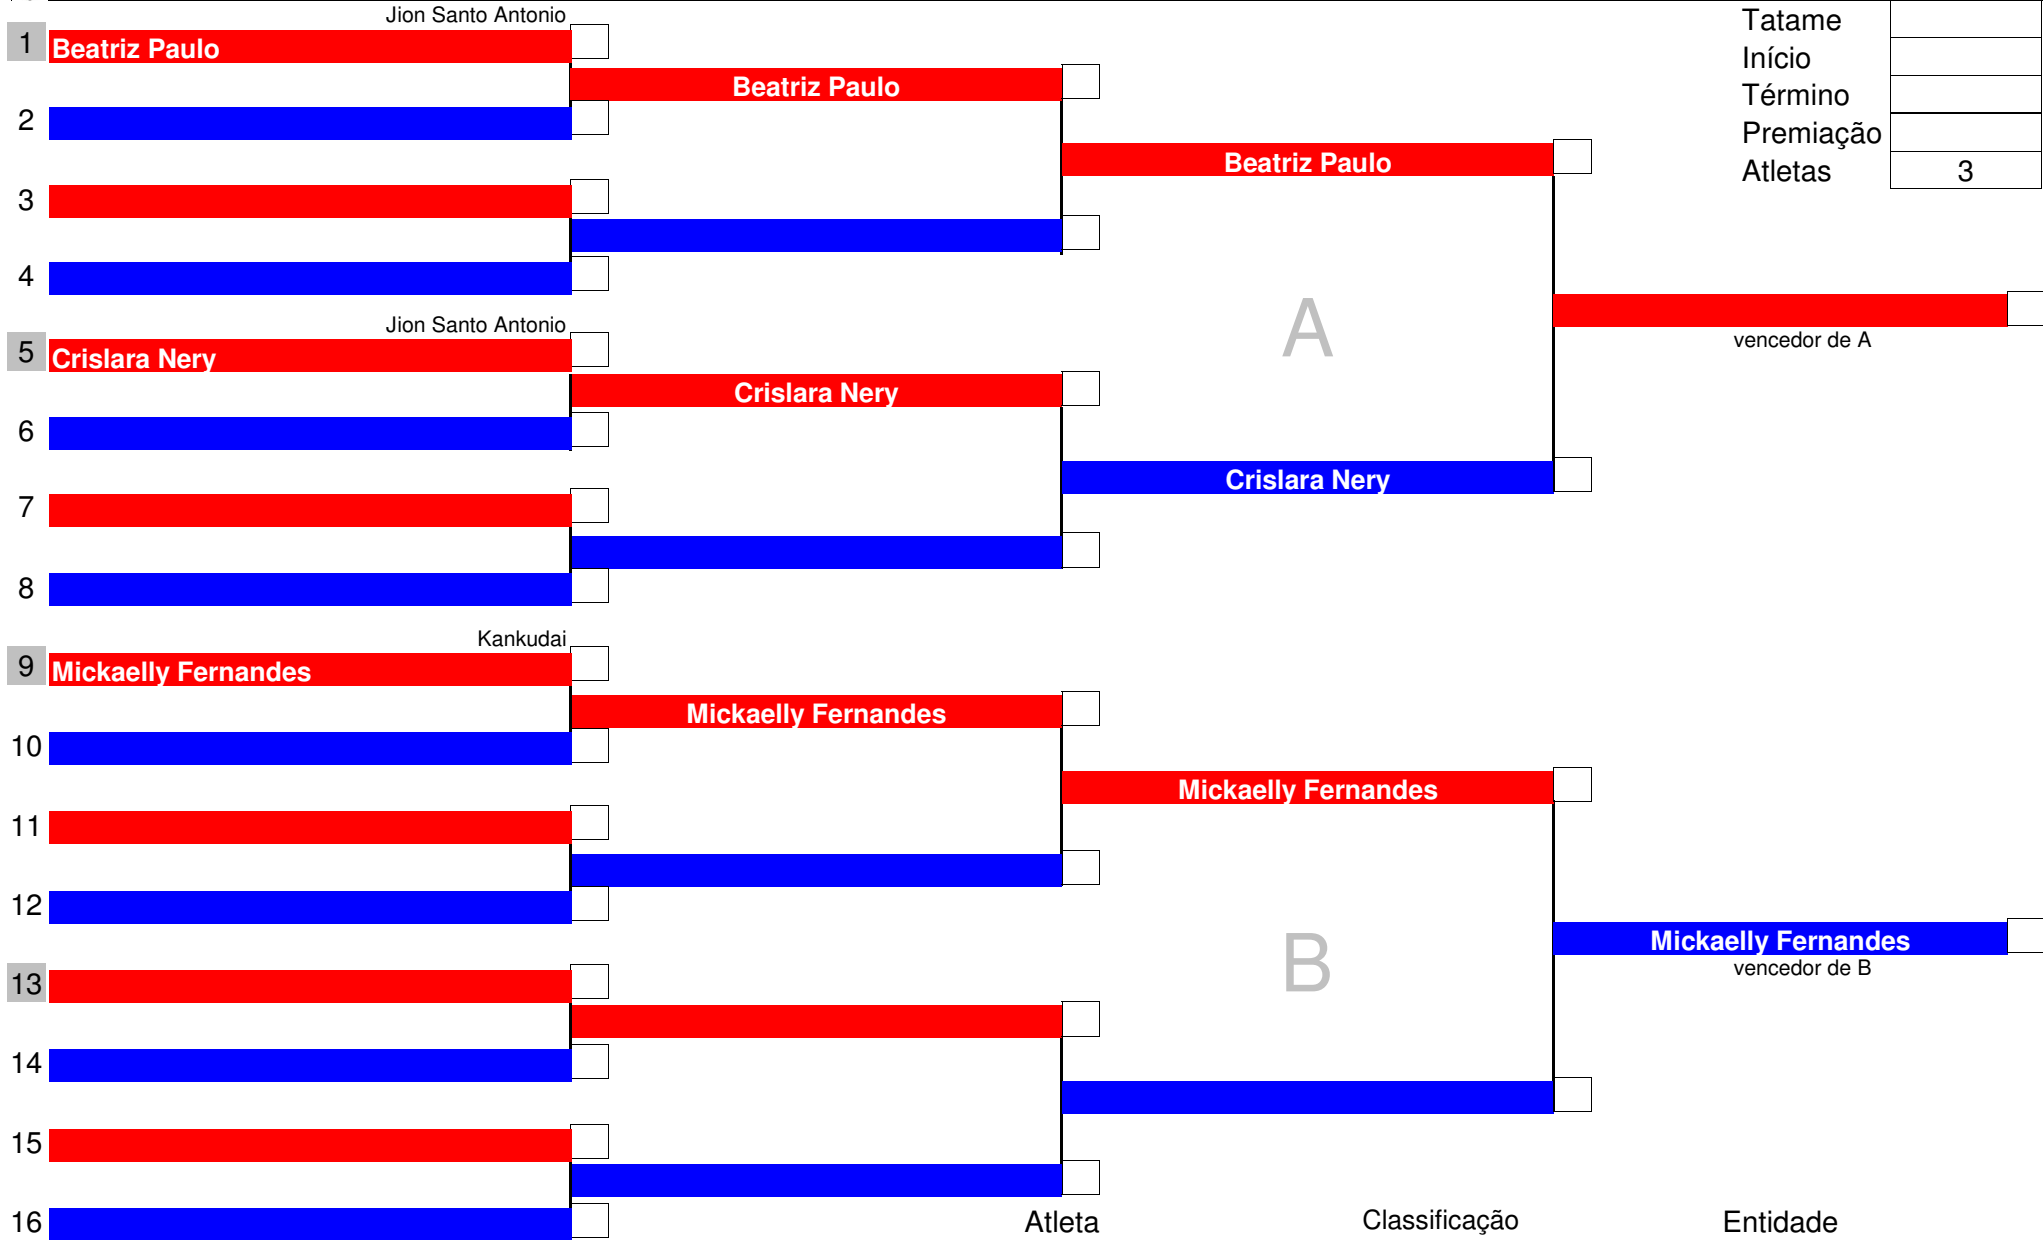 Jion Santo Antonio
Tatame
1
Beatriz Paulo
Início
Beatriz Paulo
Término
2
Premiação
Beatriz Paulo
Atletas 3
3
4
Jion Santo Antonio
A
vencedor de A
5
Crislara Nery
Crislara Nery
6
Crislara Nery
7
8
Kankudai
9
Mickaelly Fernandes
Mickaelly Fernandes
10
Mickaelly Fernandes
11
12
Mickaelly Fernandes
B
vencedor de B
13
14
15
16
Atleta Classificação Entidade